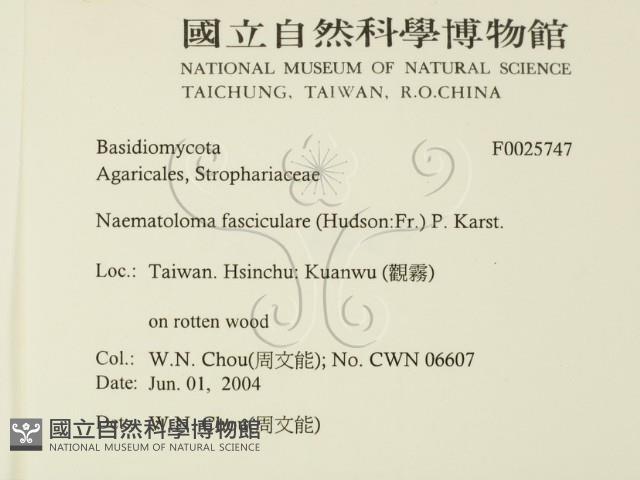 國立自然科學博物館
NATIONAL MUSEUM OF NATURAL SCIENCE
TAICHUNG, TAIWAN, R.O.CHINA
Basidiomycota F0025747
Agaricales, Strophariaceae
Naematoloma fasciculare (Hudson:Fr.) P. Karst.
Loc.: Taiwan. Hsinchu: Kuanwu (觀霧)
on rotten wood
Col.: W.N. Chou(周文能); No. CWN 06607
Date: Jun. 01, 2004
Det.: W.N. Chou(周文能)
國立自然科學博物館
NATIONAL MUSEUM OF NATURAL SCIENCE